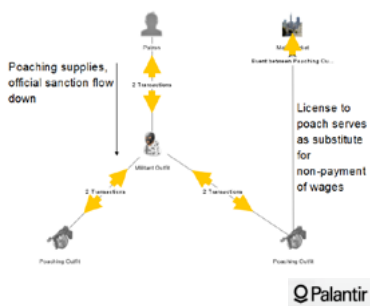 Patron
Poaching supplies,
official sanction flow
down
Event between Poaching Ou...
2 Transactions
License to
poach serves
as substitute
for
non-payment
of wages
Militant Outfit
2 Transactions
2 Transactions
Poaching Outfit
Poaching Outfit
Palantir